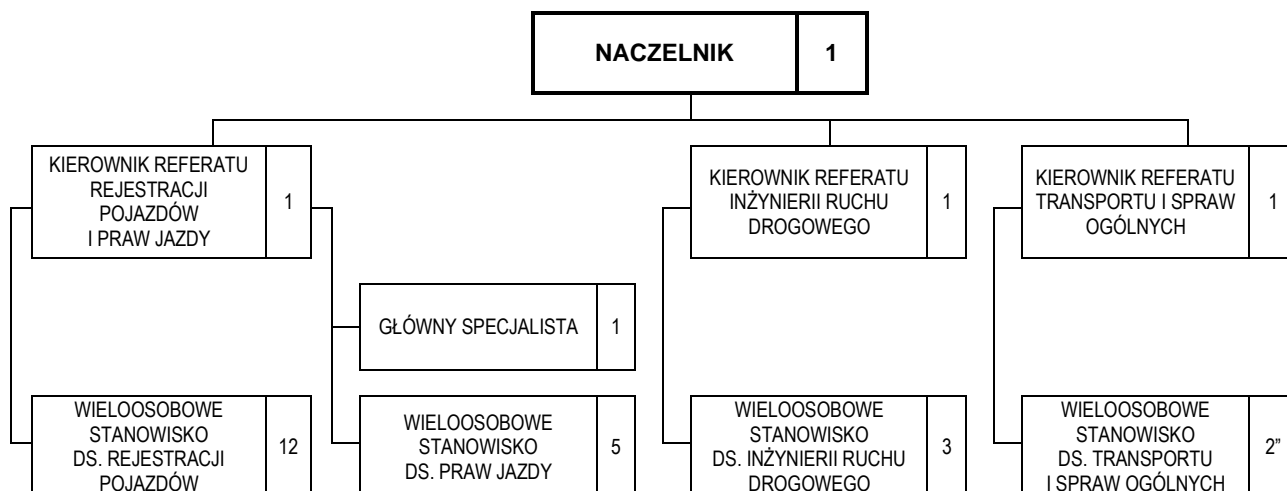 NACZELNIK 1
KIEROWNIK REFERATU
REJESTRACJI
POJAZDÓW
I PRAW JAZDY
1
KIEROWNIK REFERATU
INŻYNIERII RUCHU
DROGOWEGO
1
KIEROWNIK REFERATU
TRANSPORTU I SPRAW
OGÓLNYCH
1
GŁÓWNY SPECJALISTA 1
WIELOOSOBOWE
STANOWISKO
DS. REJESTRACJI
POJAZDÓW
12
WIELOOSOBOWE
STANOWISKO
DS. PRAW JAZDY
5
WIELOOSOBOWE
STANOWISKO
DS. INŻYNIERII RUCHU
DROGOWEGO
3
WIELOOSOBOWE
STANOWISKO
DS. TRANSPORTU
I SPRAW OGÓLNYCH
2”